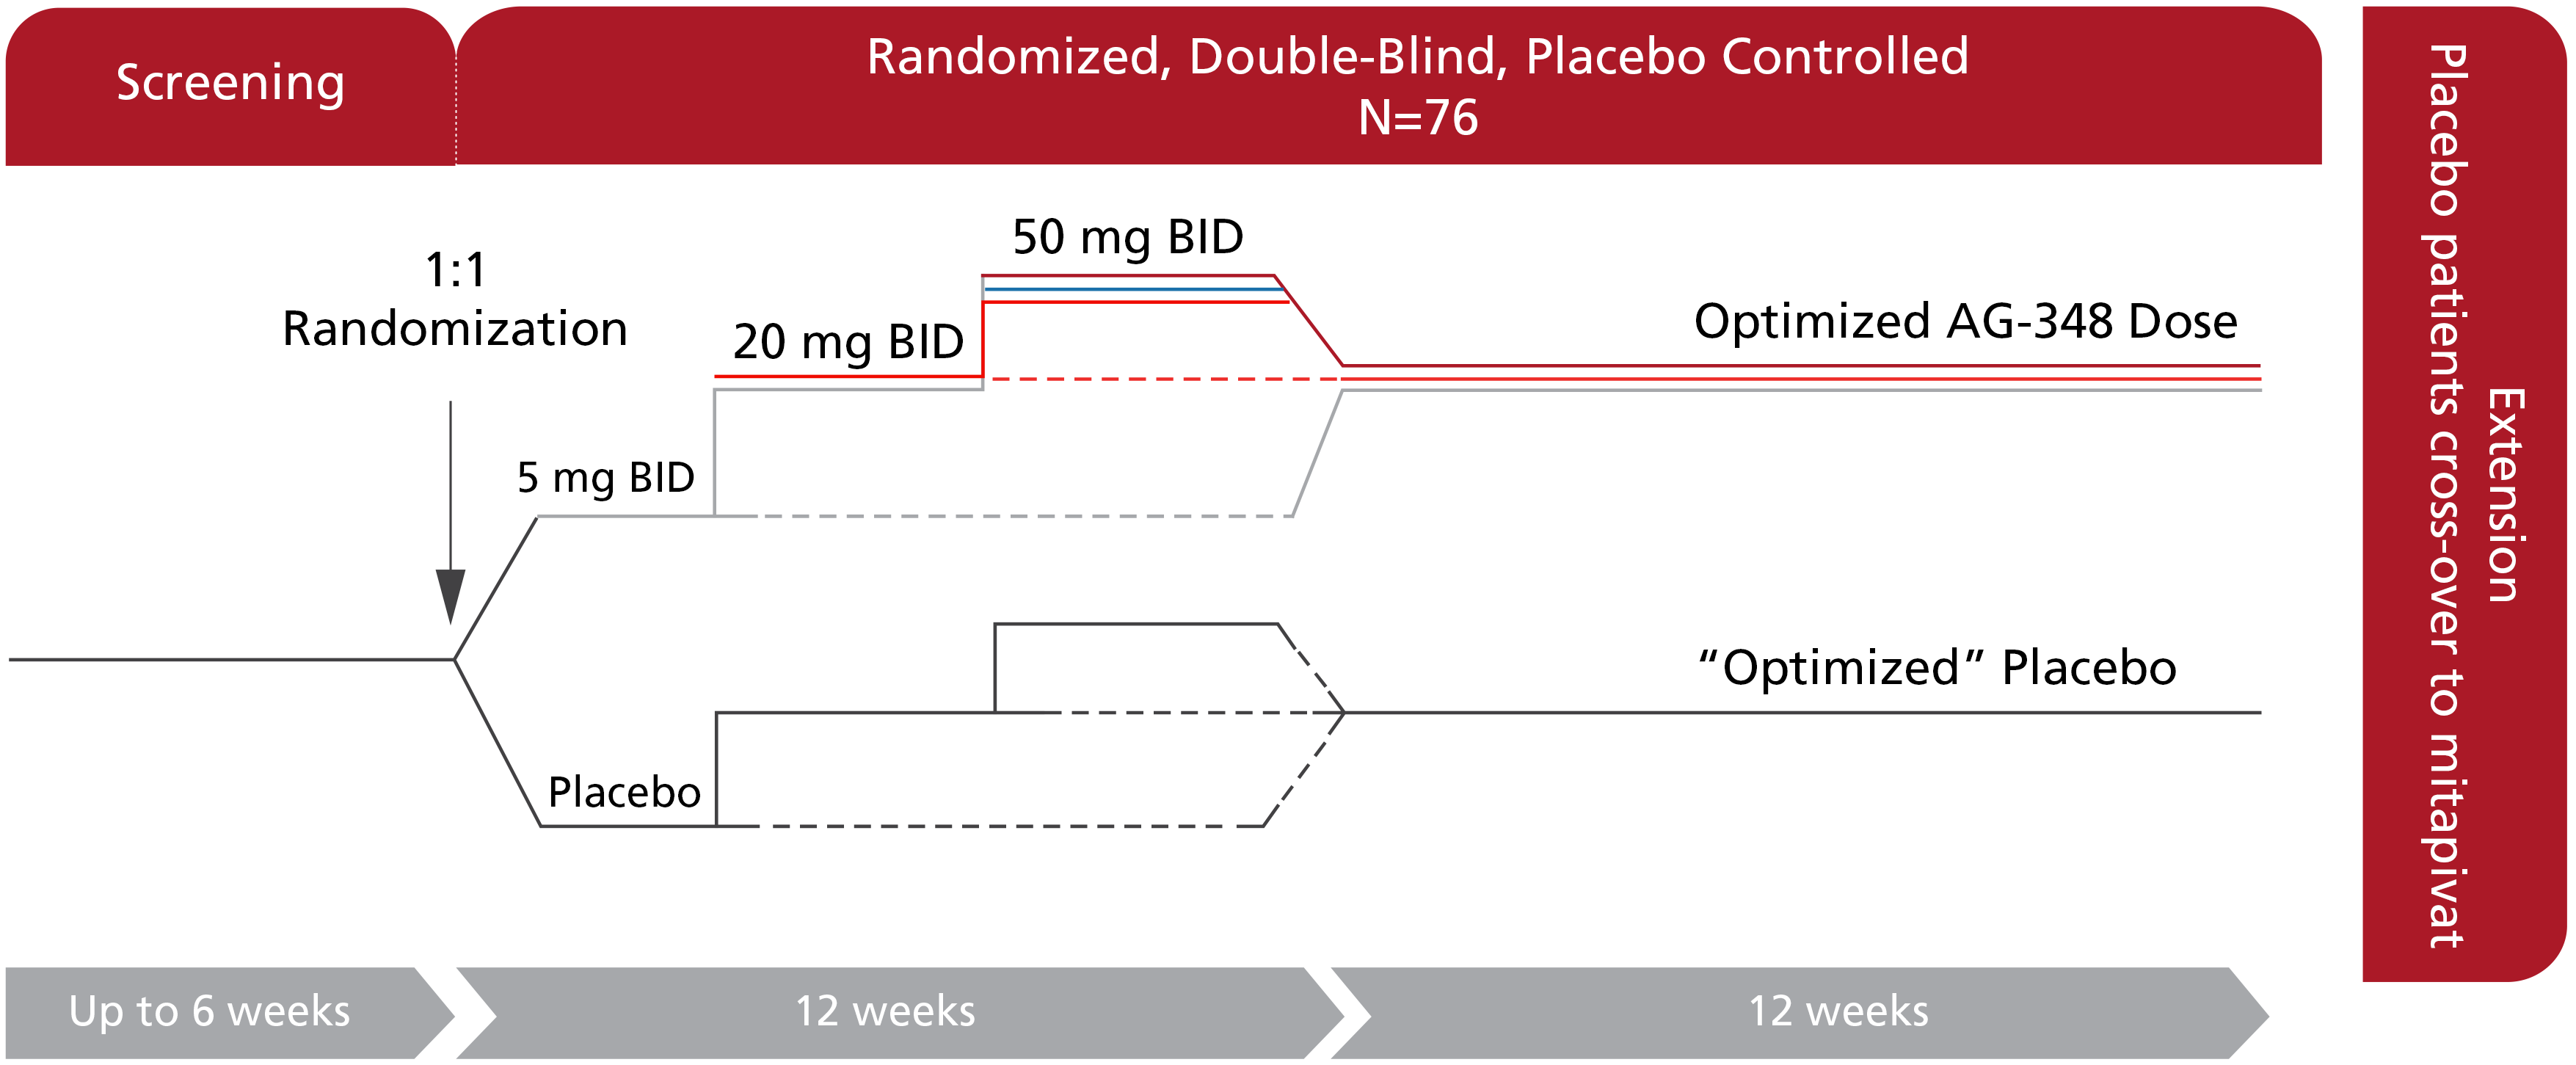 Screening
Randomized, Double-Blind, Placebo Controlled
N=76
1:1
Randomization
5 mg BID
20 mg BID
50 mg BID
Optimized AG-348 Dose
Placebo
“Optimized” Placebo
Extension
Placebo patients cross-over to mitapivat
Up to 6 weeks
12 weeks
12 weeks